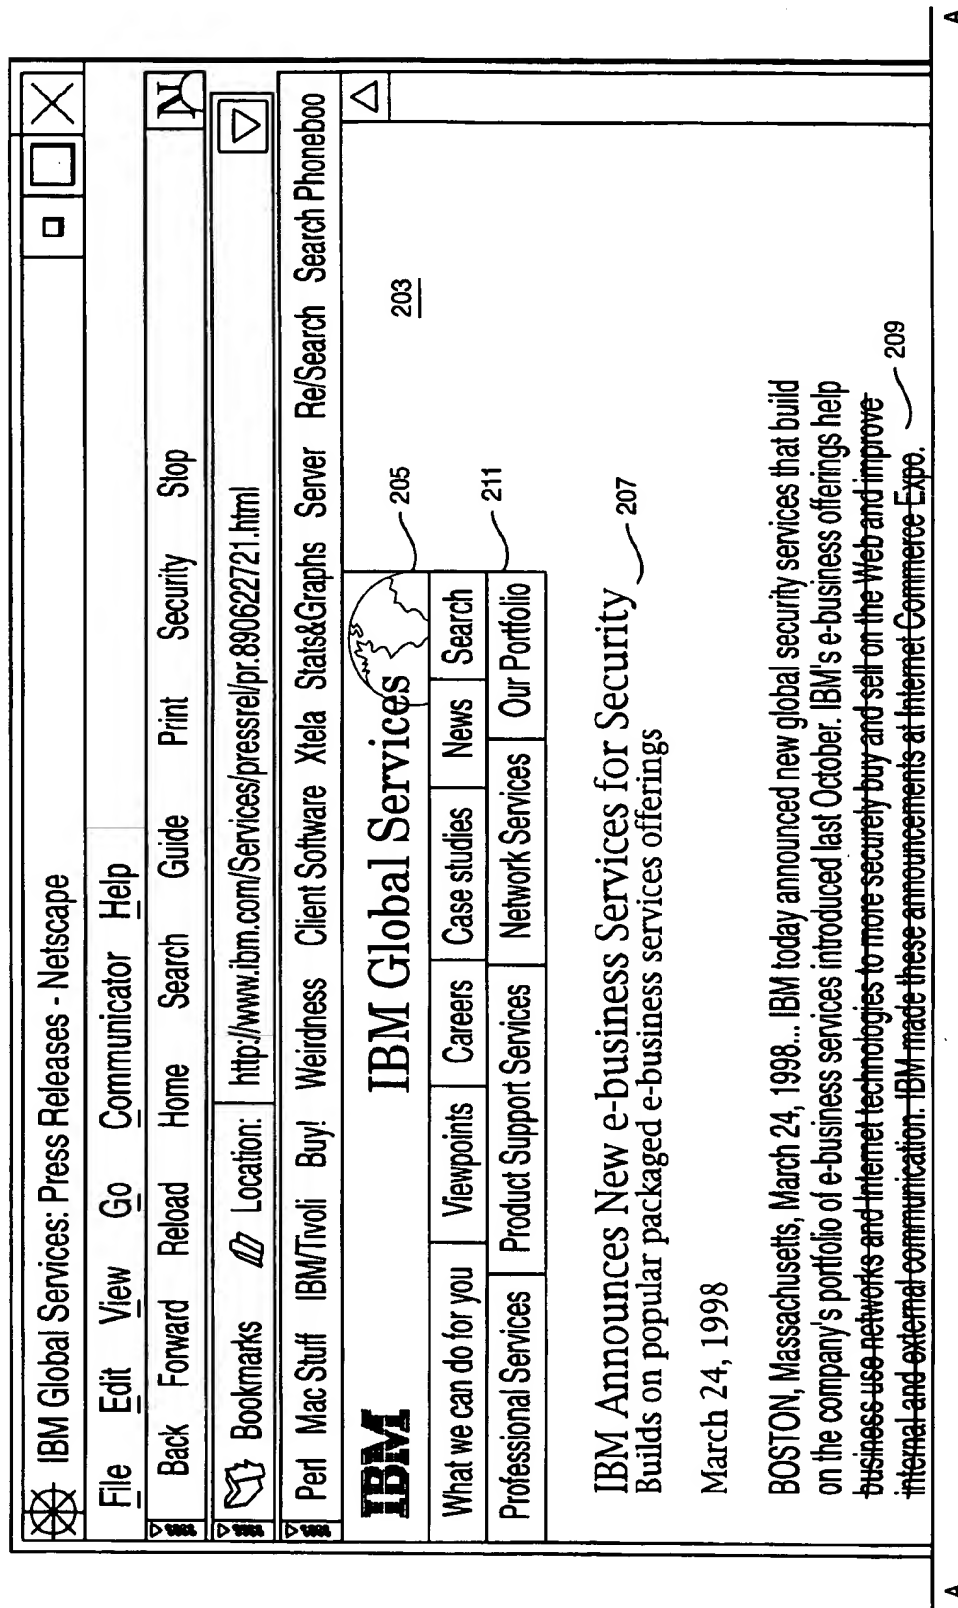 IBM Global Services: Press Releases - Netscape
File Edit View Go Communicator Help
Back Forward Reload Home Search Guide Print Security Stop
N
Bookmarks Location: http://www.ibm.com/Services/pressrel/pr.890622721.html
Perl Mac Stuff IBM/Tivoli Buy! Weirdness Client Software Xtela Stats&Graphs Server Re/Search Search Phoneboo
IBM IBM Global Services
205
203
What we can do for you Viewpoints Careers Case studies News Search
211
Professional Services Product Support Services Network Services Our Portfolio
IBM Announces New e-business Services for Security
207
Builds on popular packaged e-business services offerings
March 24, 1998
BOSTON, Massachusetts, March 24, 1998... IBM today announced new global security services that build
on the company's portfolio of e-business services introduced last October. IBM's e-business offerings help
business use networks and Internet technologies to more securely buy and sell on the Web and improve
internal and external communication. IBM made these announcements at Internet Commerce Expo.
209
A A